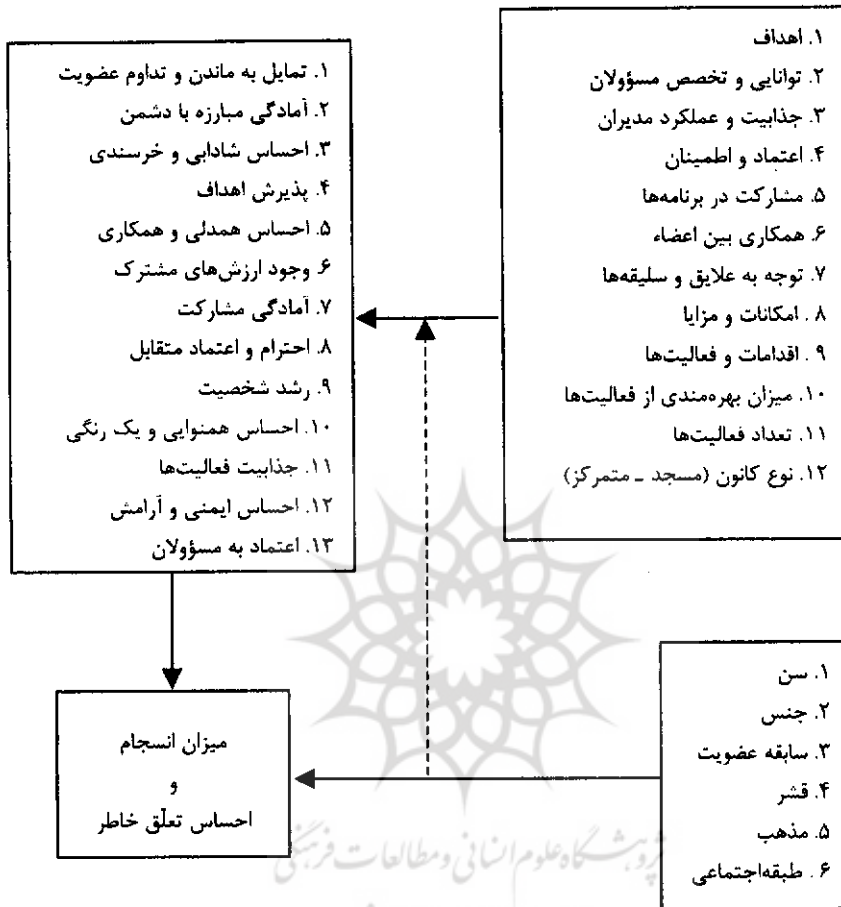 ۱. اهداف
۲. توانایی و تخصص مسؤولان
۳. جذابیت و عملکرد مدیران
۴. اعتماد و اطمینان
۵. مشارکت در برنامه‌ها
۶. همکاری بین اعضاء
۷. توجه به علایق و سلیقه‌ها
۸. امکانات و مزایا
۹. اقدامات و فعالیت‌ها
۱۰. میزان بهره‌مندی از فعالیت‌ها
۱۱. تعداد فعالیت‌ها
۱۲. نوع کانون (مسجد ـ متمرکز)
۱. تمایل به ماندن و تداوم عضویت
۲. آمادگی مبارزه با دشمن
۳. احساس شادابی و خرسندی
۴. پذیرش اهداف
۵. احساس همدلی و همکاری
۶. وجود ارزش‌های مشترک
۷. آمادگی مشارکت
۸. احترام و اعتماد متقابل
۹. رشد شخصیت
۱۰. احساس همنوایی و یک رنگی
۱۱. جذابیت فعالیت‌ها
۱۲. احساس ایمنی و آرامش
۱۳. اعتماد به مسؤولان
۱. سن
۲. جنس
۳. سابقه عضویت
۴. قشر
۵. مذهب
۶. طبقه‌اجتماعی
میزان انسجام
و
احساس تعلّق خاطر
پژوهشگاه علوم انسانی و مطالعات فرهنگی